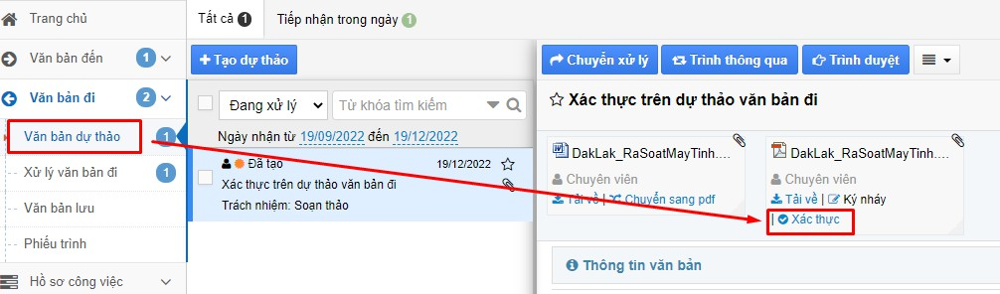 Trang chủ
Văn bản đến 1
Văn bản đi 2
Văn bản dự thảo 1
Xử lý văn bản đi 1
Văn bản lưu
Phiếu trình
Hồ sơ công việc
Tất cả 1
Tiếp nhận trong ngày 1
+ Tạo dự thảo
Đang xử lý
Từ khóa tìm kiếm
Ngày nhận từ 19/09/2022 đến 19/12/2022
Đã tạo 19/12/2022
Xác thực trên dự thảo văn bản đi
Trách nhiệm: Soạn thảo
Chuyển xử lý
Trình thông qua
Trình duyệt
Xác thực trên dự thảo văn bản đi
DakLak_RaSoatMayTinh....
Chuyên viên
Tải về | Chuyển sang pdf
DakLak_RaSoatMayTinh....
Chuyên viên
Tải về | Ký nháy
| Xác thực
Thông tin văn bản